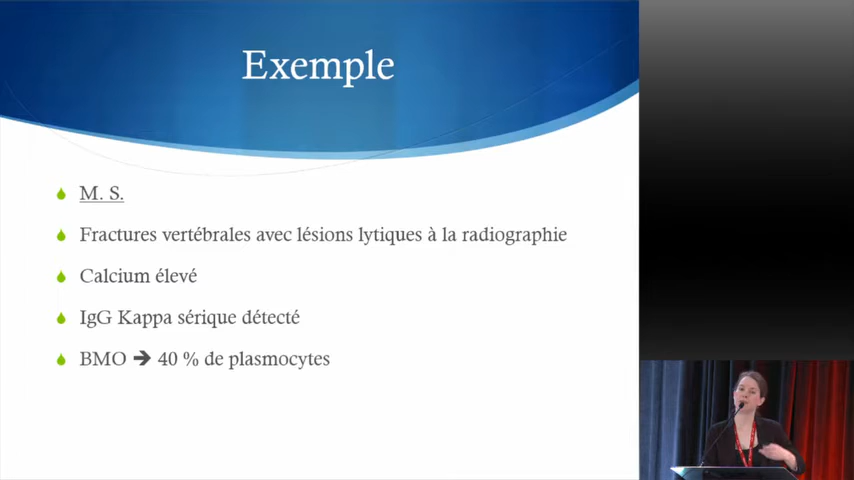 Exemple
M. S.
Fractures vertébrales avec lésions lytiques à la radiographie
Calcium élevé
IgG Kappa sérique détecté
BMO ➔ 40 % de plasmocytes